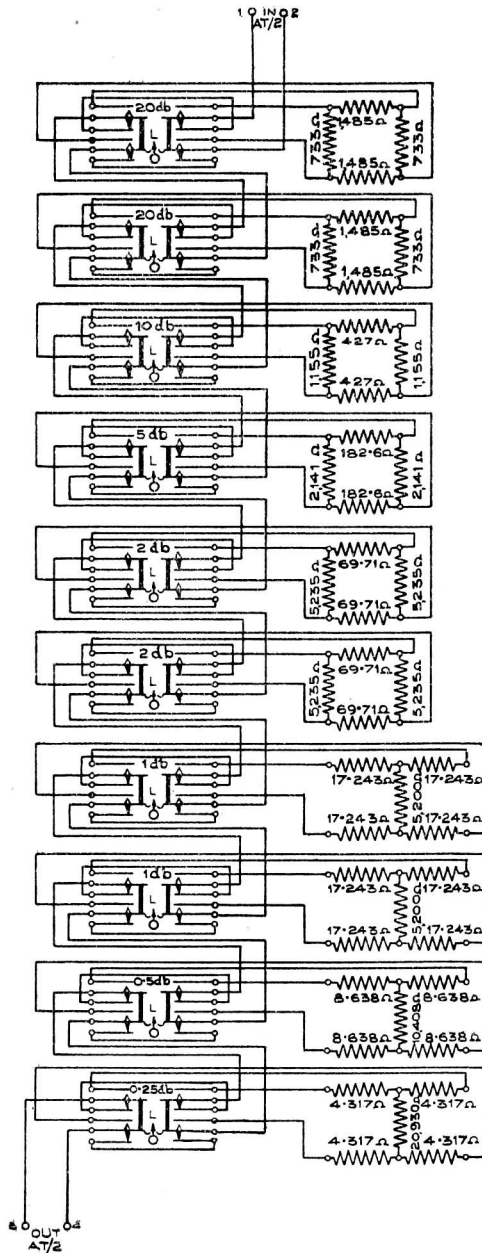 1 IN 2
AT/2
20db
1,485Ω
733Ω
733Ω
1,485Ω
L
20db
1,485Ω
733Ω
733Ω
1,485Ω
L
10db
427Ω
1,155Ω
1,155Ω
427Ω
L
5db
182·6Ω
2,141Ω
2,141Ω
182·6Ω
L
2db
69·71Ω
5,235Ω
5,235Ω
69·71Ω
L
2db
69·71Ω
5,235Ω
5,235Ω
69·71Ω
L
1db
17·243Ω 17·243Ω
5,200Ω
17·243Ω 17·243Ω
L
1db
17·243Ω 17·243Ω
5,200Ω
17·243Ω 17·243Ω
L
0·5db
8·638Ω 8·638Ω
10,408Ω
8·638Ω 8·638Ω
L
0·25db
4·317Ω 4·317Ω
20,930Ω
4·317Ω 4·317Ω
L
3 OUT 4
AT/2